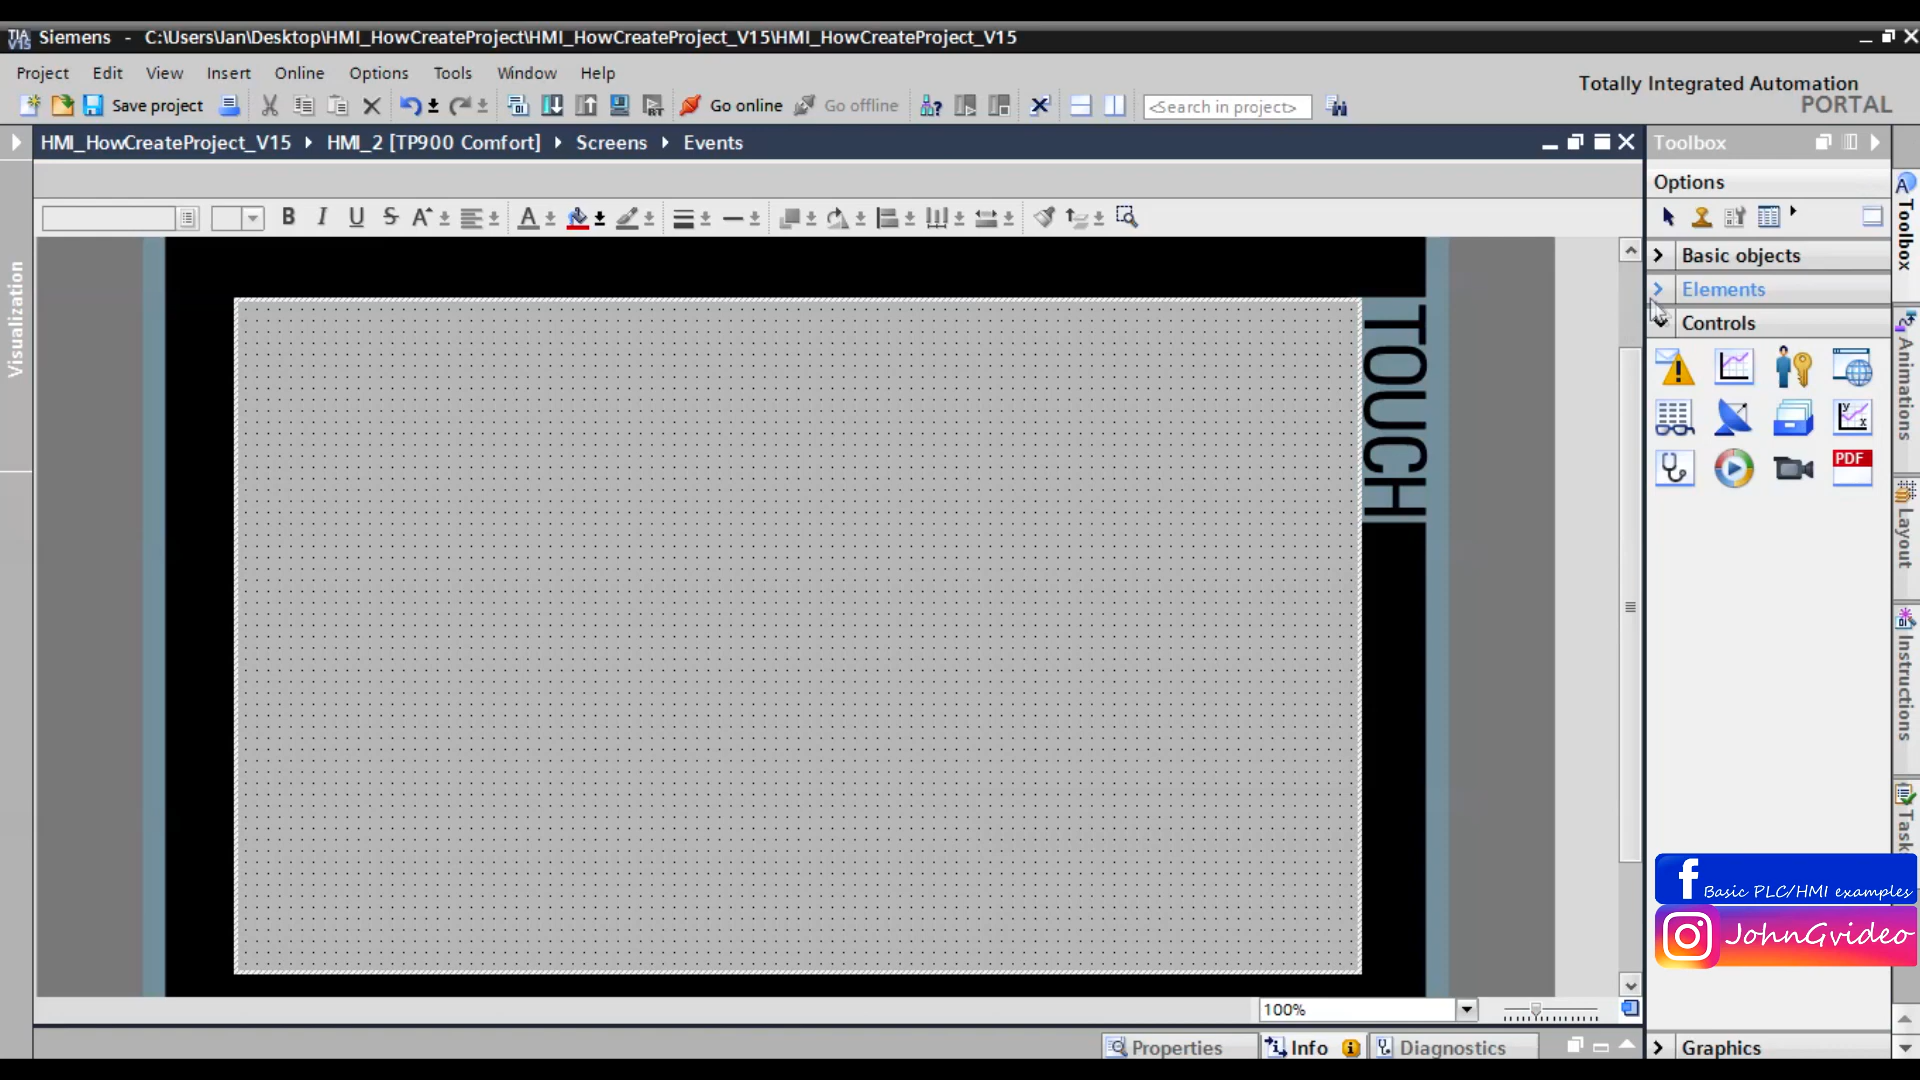 TIA
V15
Siemens - C:\Users\Jan\Desktop\HMI_HowCreateProject\HMI_HowCreateProject_V15\HMI_HowCreateProject_V15
Project Edit View Insert Online Options Tools Window Help
Totally Integrated Automation
PORTAL
Save project
Go online
Go offline
<Search in project>
HMI_HowCreateProject_V15 HMI_2 [TP900 Comfort] Screens Events
Toolbox
Options
B I U S A A
Basic objects
Elements
Controls
PDF
Visualization
TOUCH
Toolbox
Animations
Layout
Instructions
Task
f Basic PLC/HMI examples
JohnGvideo
100%
Properties Info Diagnostics
Graphics